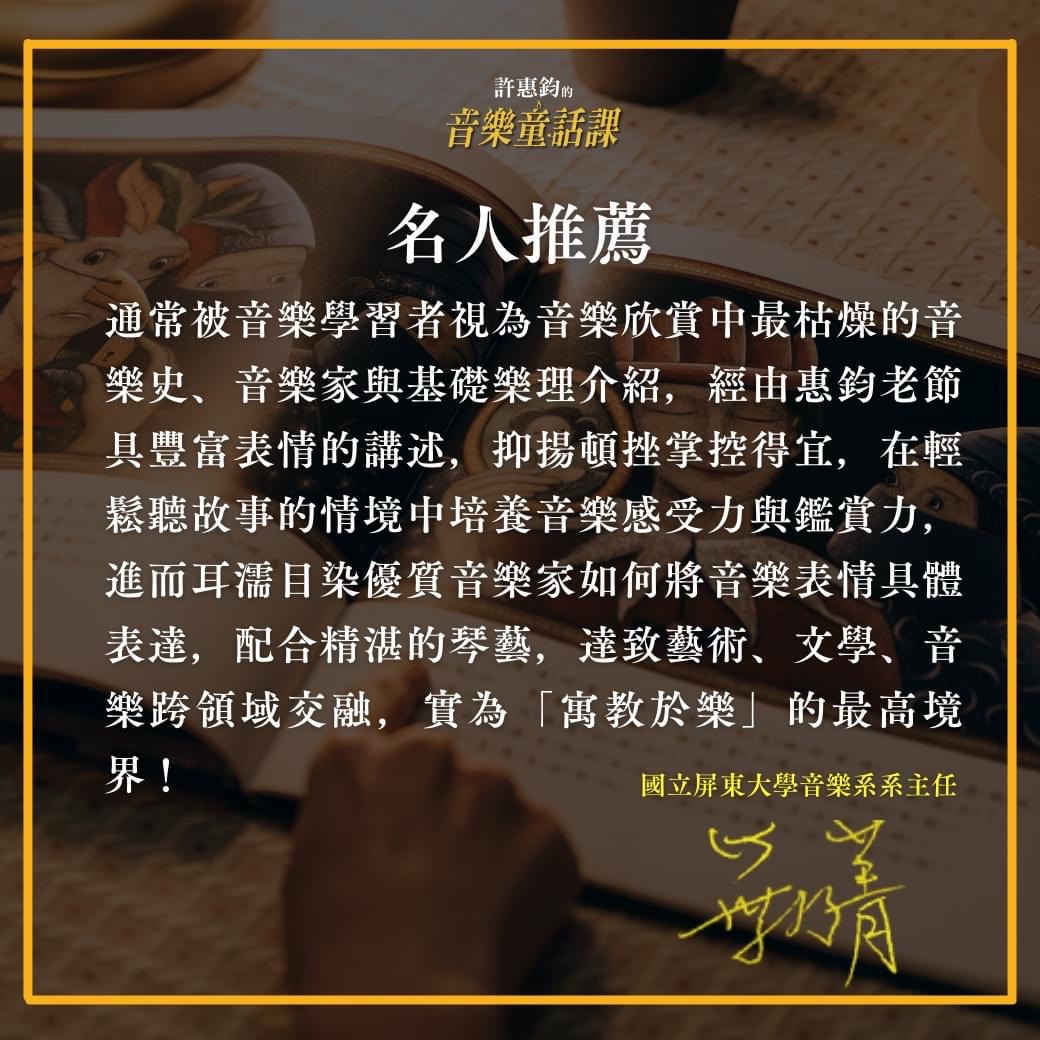 許惠鈞的
音樂童話課
名人推薦
通常被音樂學習者視為音樂欣賞中最枯燥的音
樂史、音樂家與基礎樂理介紹，經由惠鈞老節
具豐富表情的講述，抑揚頓挫掌控得宜，在輕
鬆聽故事的情境中培養音樂感受力與鑑賞力，
進而耳濡目染優質音樂家如何將音樂表情具體
表達，配合精湛的琴藝，達致藝術、文學、音
樂跨領域交融，實為「寓教於樂」的最高境
界！
國立屏東大學音樂系系主任